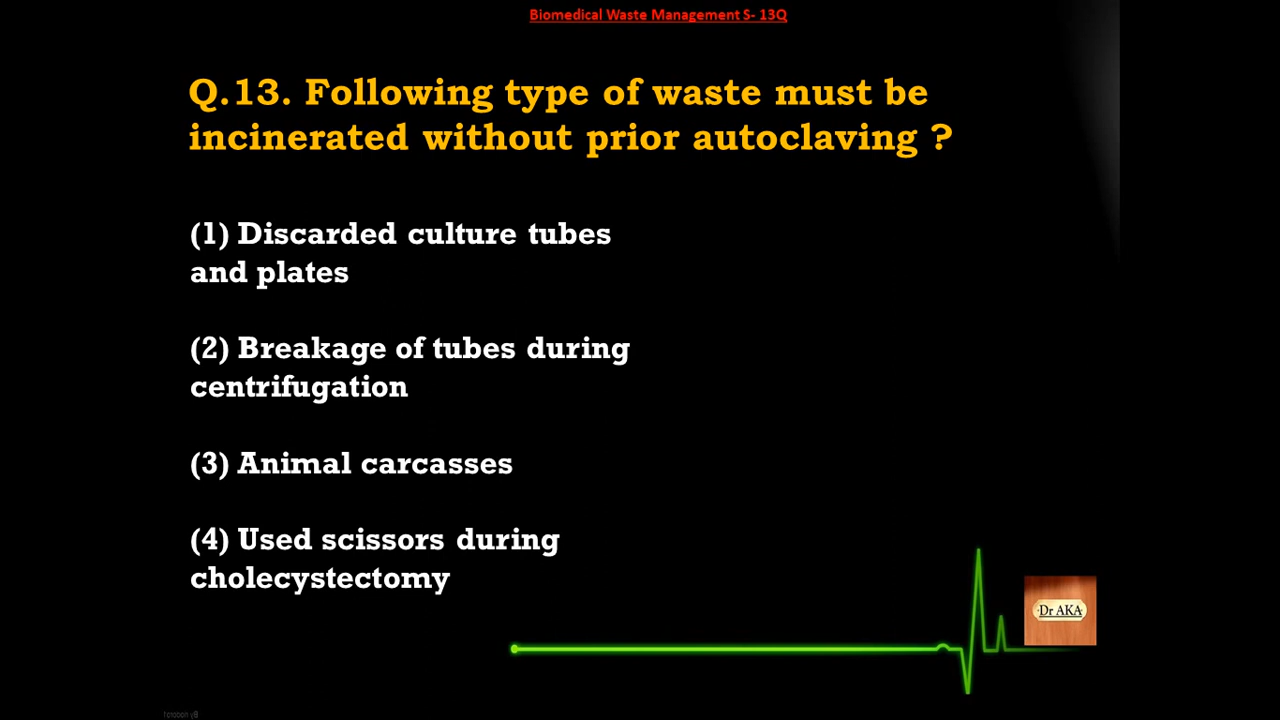 Biomedical Waste Management S- 13Q
Q.13. Following type of waste must be
incinerated without prior autoclaving ?
(1) Discarded culture tubes
and plates
(2) Breakage of tubes during
centrifugation
(3) Animal carcasses
(4) Used scissors during
cholecystectomy
Dr AKA